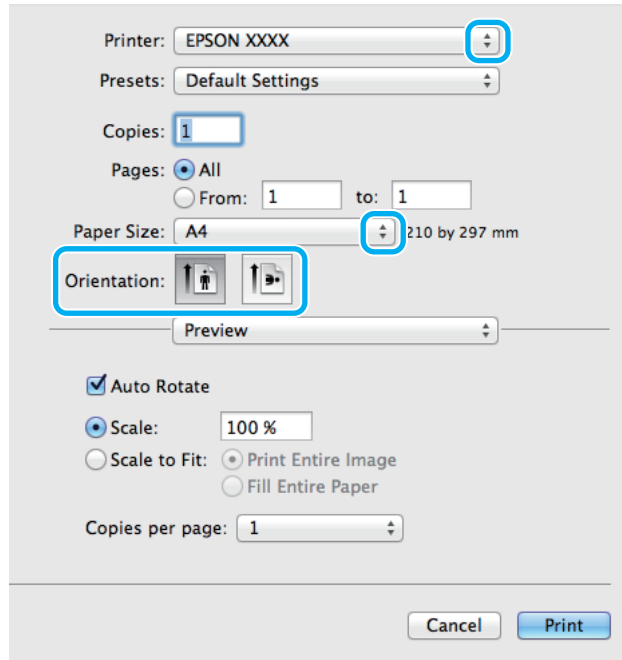 Printer: EPSON XXXX
Presets: Default Settings
Copies: 1
Pages: All
From: 1 to: 1
Paper Size: A4 210 by 297 mm
Orientation:
Preview
Auto Rotate
Scale: 100 %
Scale to Fit: Print Entire Image
Fill Entire Paper
Copies per page: 1
Cancel Print